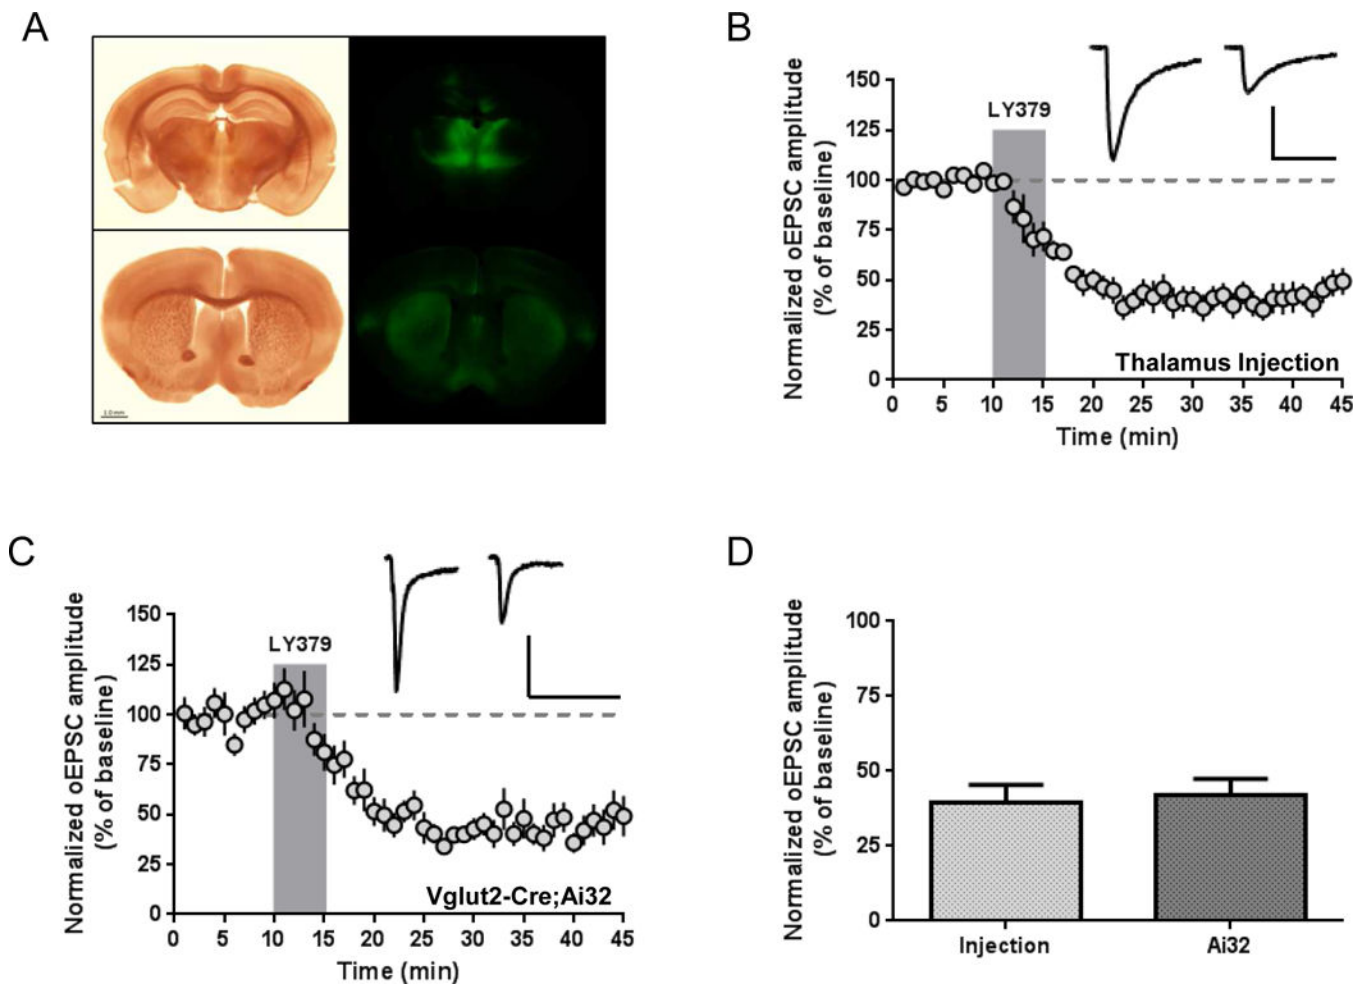 A
1.0 mm
B
Normalized oEPSC amplitude
(% of baseline)
150
125
100
75
50
25
0
LY379
Thalamus Injection
0 5 10 15 20 25 30 35 40 45
Time (min)
C
Normalized oEPSC amplitude
(% of baseline)
150
125
100
75
50
25
0
LY379
Vglut2-Cre;Ai32
0 5 10 15 20 25 30 35 40 45
Time (min)
D
Normalized oEPSC amplitude
(% of baseline)
100
75
50
25
0
Injection Ai32